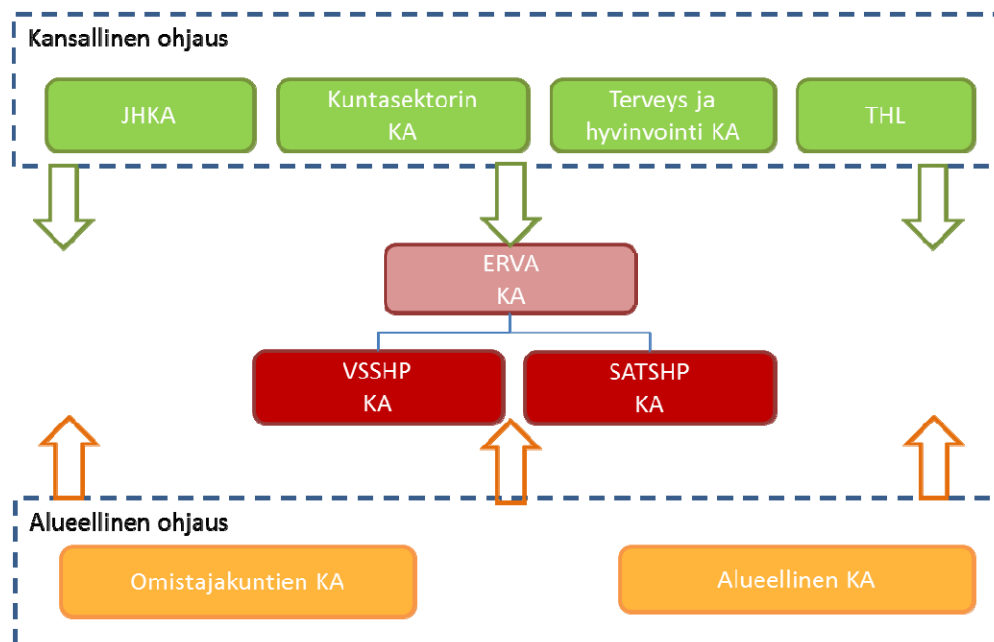 Kansallinen ohjaus
JHKA
Kuntasektorin
KA
Terveys ja
hyvinvointi KA
THL
ERVA
KA
VSSHP
KA
SATSHP
KA
Alueellinen ohjaus
Omistajakuntien KA
Alueellinen KA